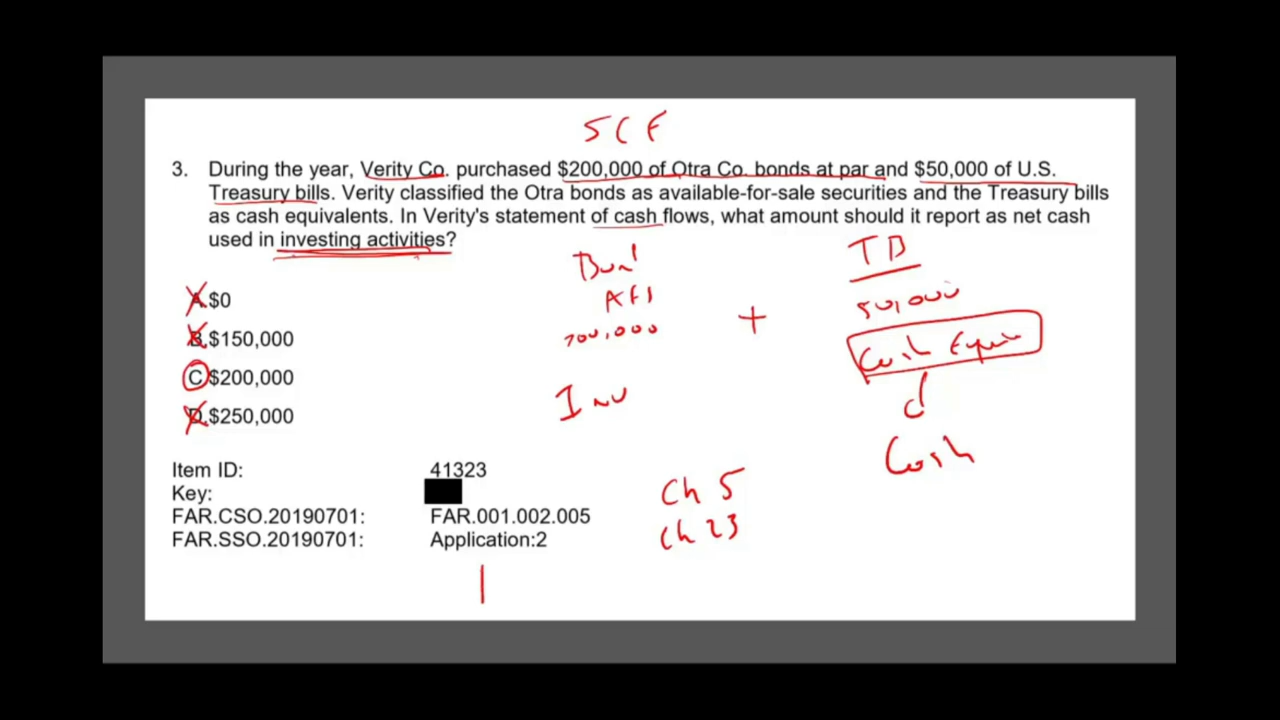 SCF
3. During the year, Verity Co. purchased $200,000 of Otra Co. bonds at par and $50,000 of U.S.
Treasury bills. Verity classified the Otra bonds as available-for-sale securities and the Treasury bills
as cash equivalents. In Verity's statement of cash flows, what amount should it report as net cash
used in investing activities?
TB
AFS
50,000
A. $0
200,000
+
B. $150,000
Cash
C $200,000
Inv
D. $250,000
Cash
Item ID: 41323
Ch 5
Key:
FAR.CSO.20190701: FAR.001.002.005
Ch 23
FAR.SSO.20190701: Application:2